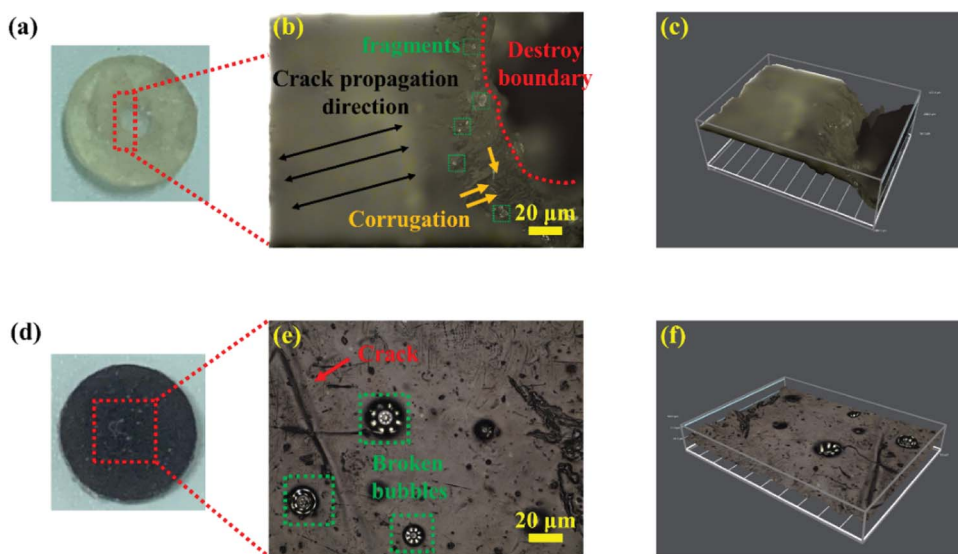 (a)
(b)
fragments
Destroy
boundary
Crack propagation
direction
Corrugation
20 μm
(c)
(d)
(e)
Crack
Broken
bubbles
20 μm
(f)